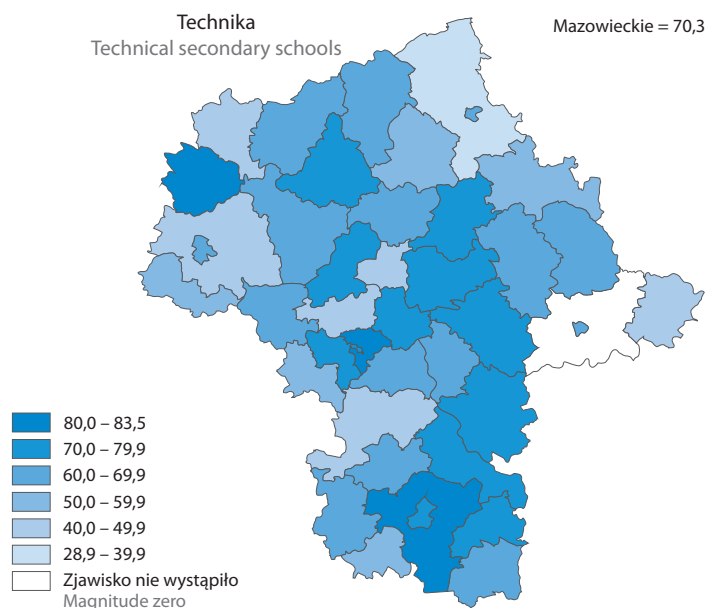 Technika
Technical secondary schools
Mazowieckie = 70,3
80,0 – 83,5
70,0 – 79,9
60,0 – 69,9
50,0 – 59,9
40,0 – 49,9
28,9 – 39,9
Zjawisko nie wystąpiło
Magnitude zero